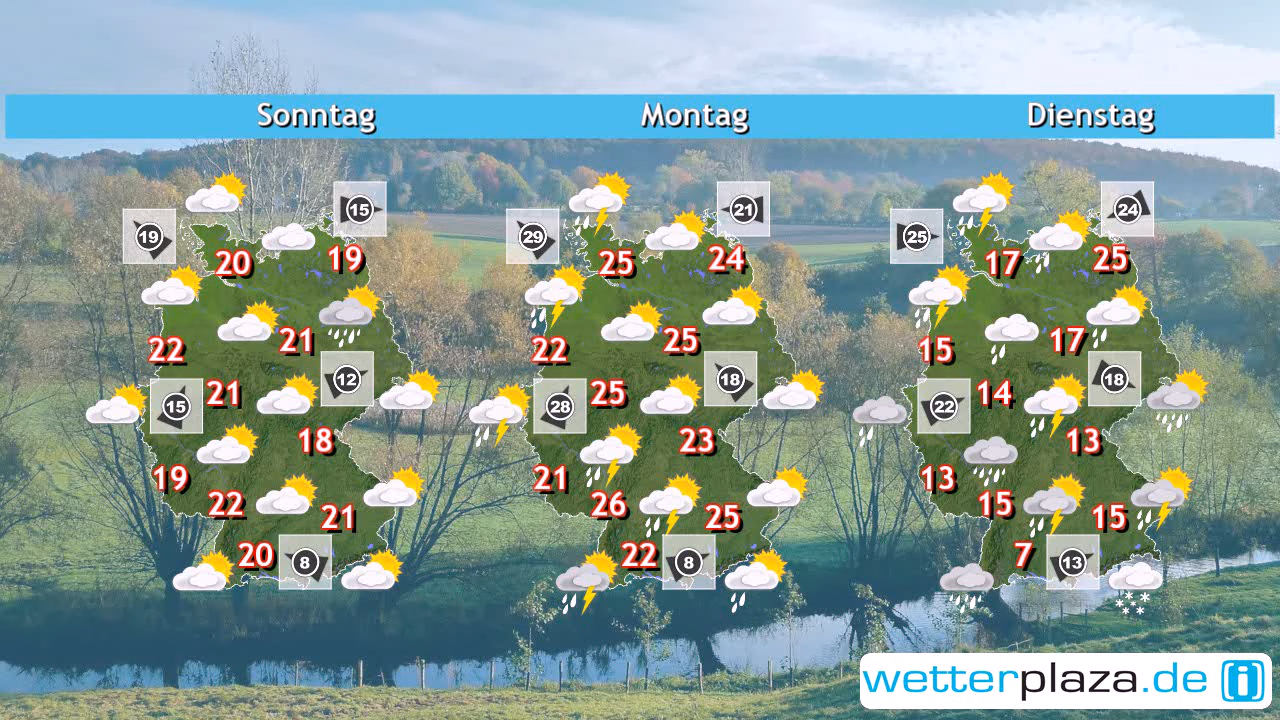 Sonntag Montag Dienstag
19 15 29 21 25 24
20 19 25 24 17 25
22 21 22 25 15 17
12 18 18
15 21 28 25 22 14
18 23 13
19 22 21 26 13 15
21 25 15
20 8 22 8 7 13
wetterplaza.de i